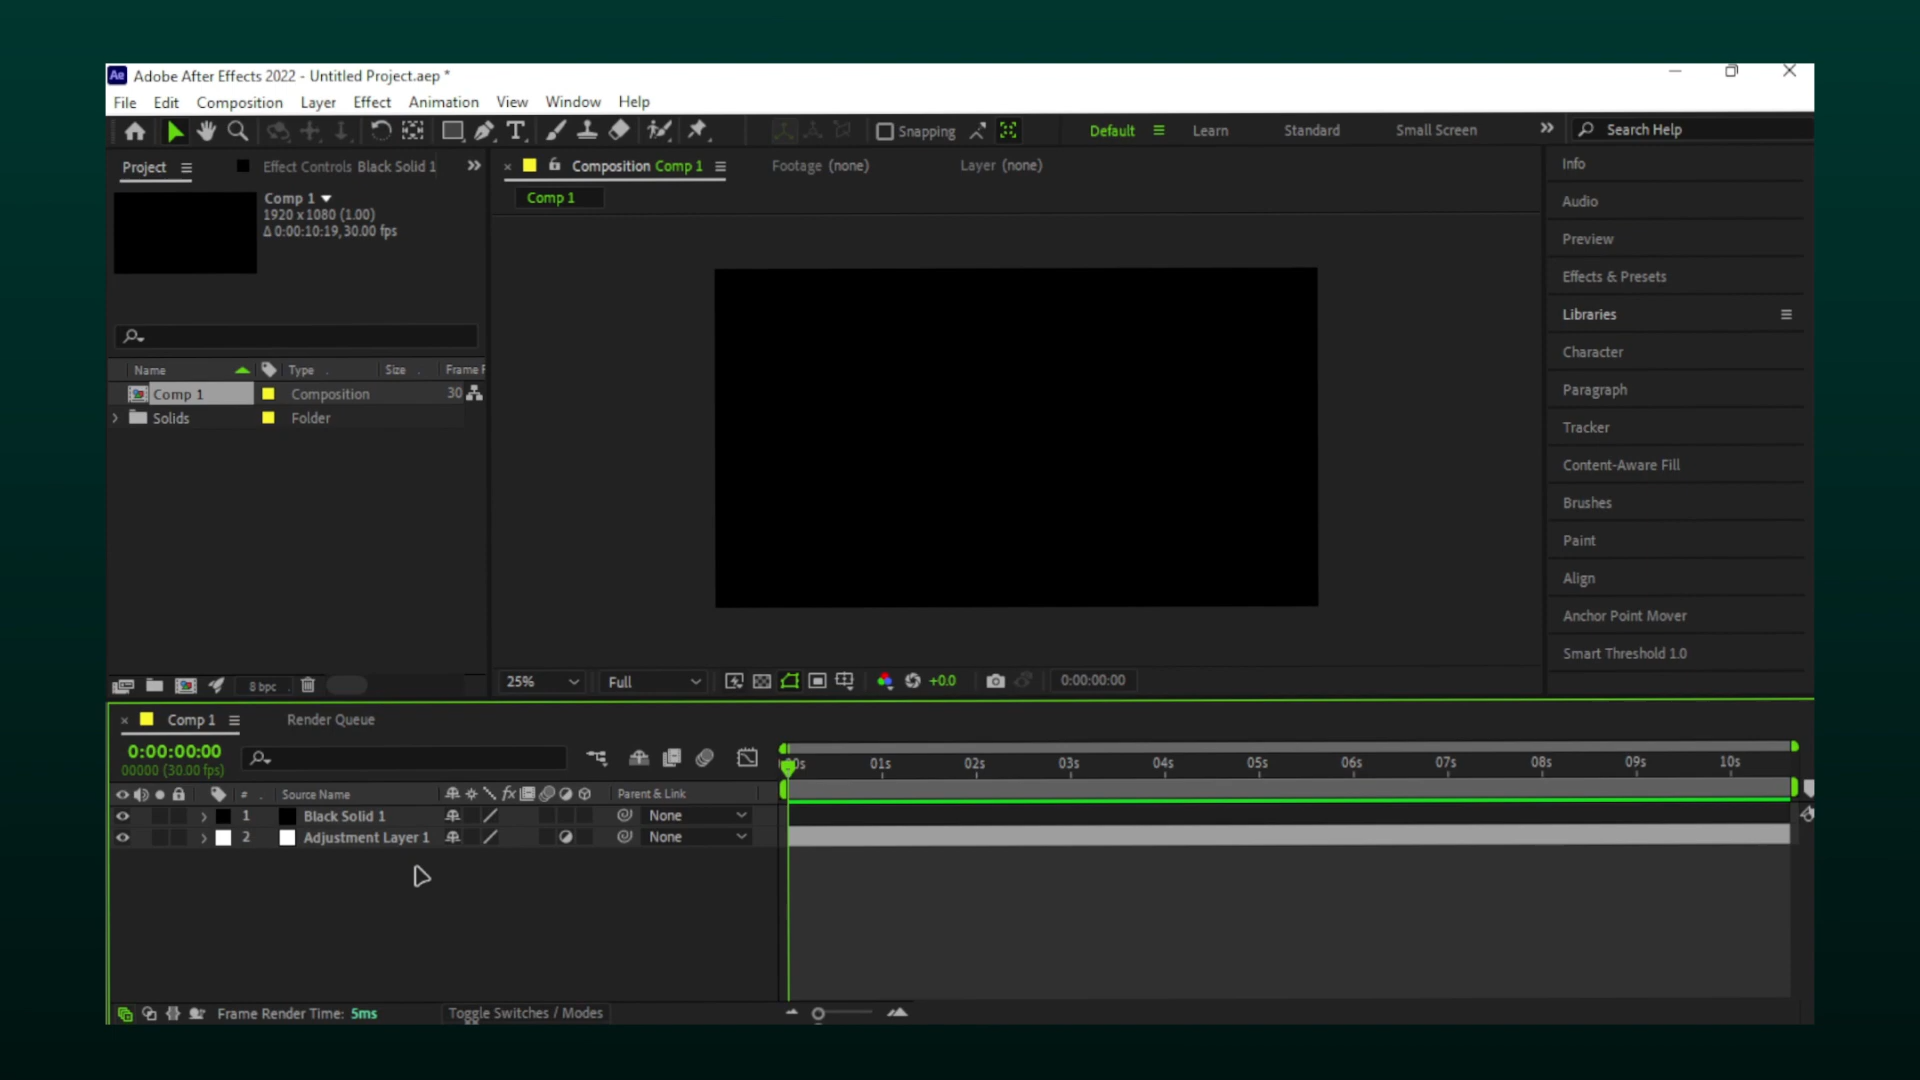 Ae Adobe After Effects 2022 - Untitled Project.aep *
File Edit Composition Layer Effect Animation View Window Help
Snapping Default Learn Standard Small Screen Search Help
Project Effect Controls Black Solid 1 Composition Comp 1 Footage (none) Layer (none)
Comp 1
Comp 1
1920 x 1080 (1.00)
Δ 0:00:10:19, 30.00 fps
Name Type Size Frame F
Comp 1 Composition 30
Solids Folder
8 bpc
25% Full +0.0 0:00:00:00
Info
Audio
Preview
Effects & Presets
Libraries
Character
Paragraph
Tracker
Content-Aware Fill
Brushes
Paint
Align
Anchor Point Mover
Smart Threshold 1.0
Comp 1 Render Queue
0:00:00:00
00000 (30.00 fps)
0s 01s 02s 03s 04s 05s 06s 07s 08s 09s 10s
# Source Name fx Parent & Link
1 Black Solid 1 None
2 Adjustment Layer 1 None
Frame Render Time: 5ms Toggle Switches / Modes